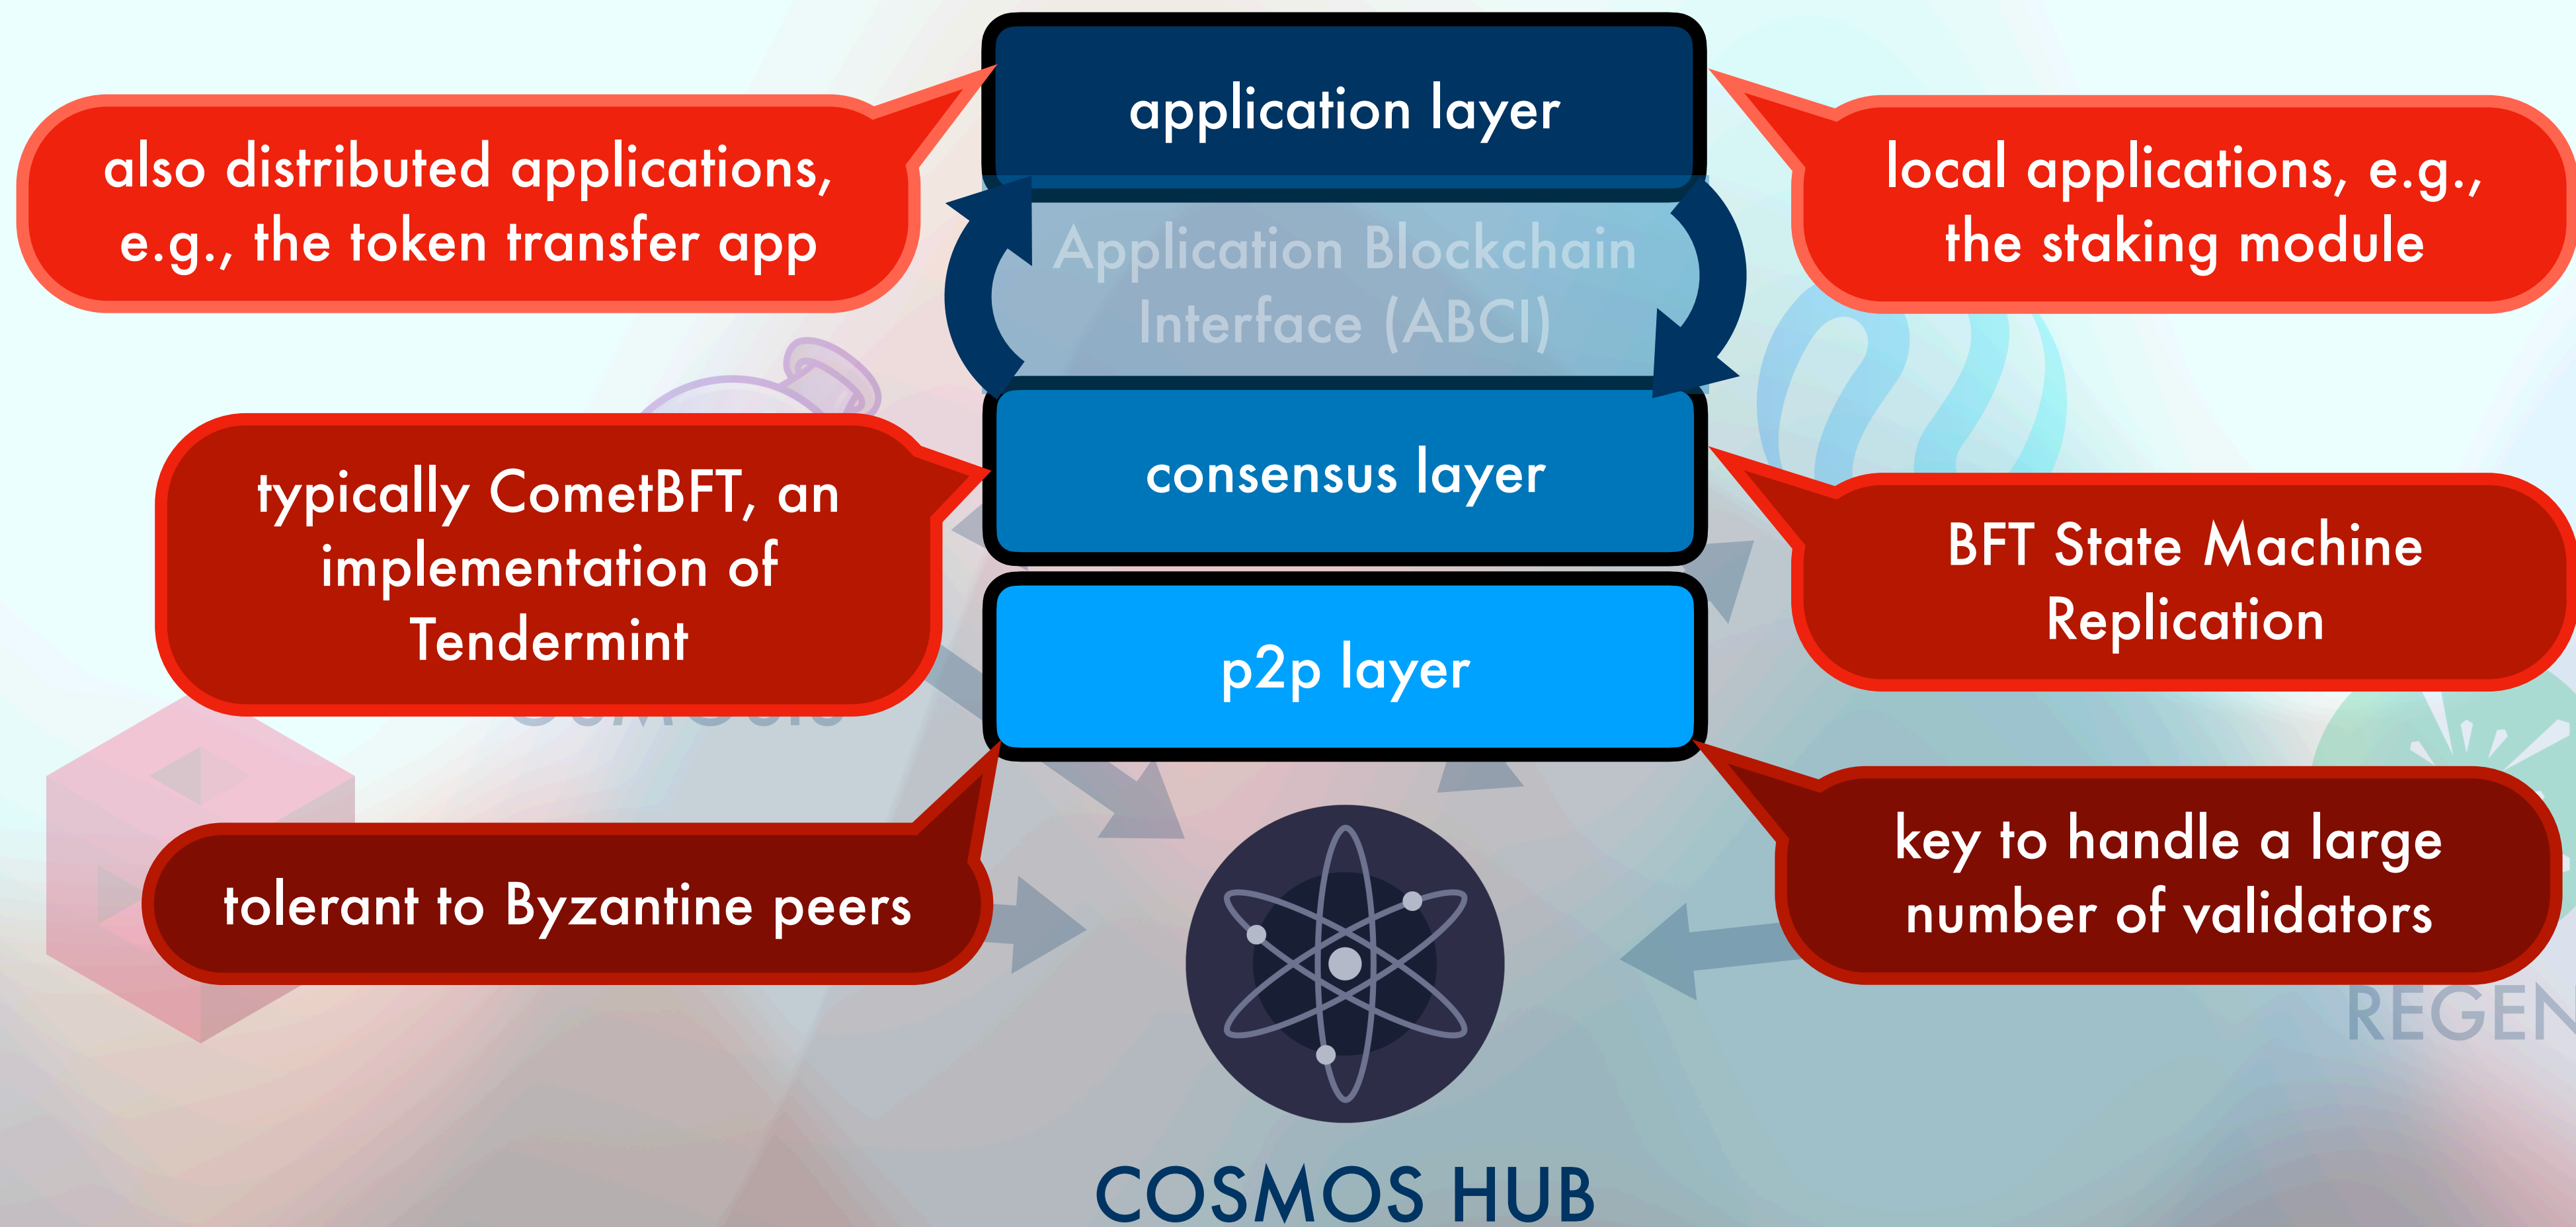 application layer
also distributed applications,
e.g., the token transfer app
local applications, e.g.,
the staking module
Application Blockchain
Interface (ABCI)
typically CometBFT, an
implementation of
Tendermint
consensus layer
BFT State Machine
Replication
p2p layer
tolerant to Byzantine peers
key to handle a large
number of validators
REGEN
COSMOS HUB